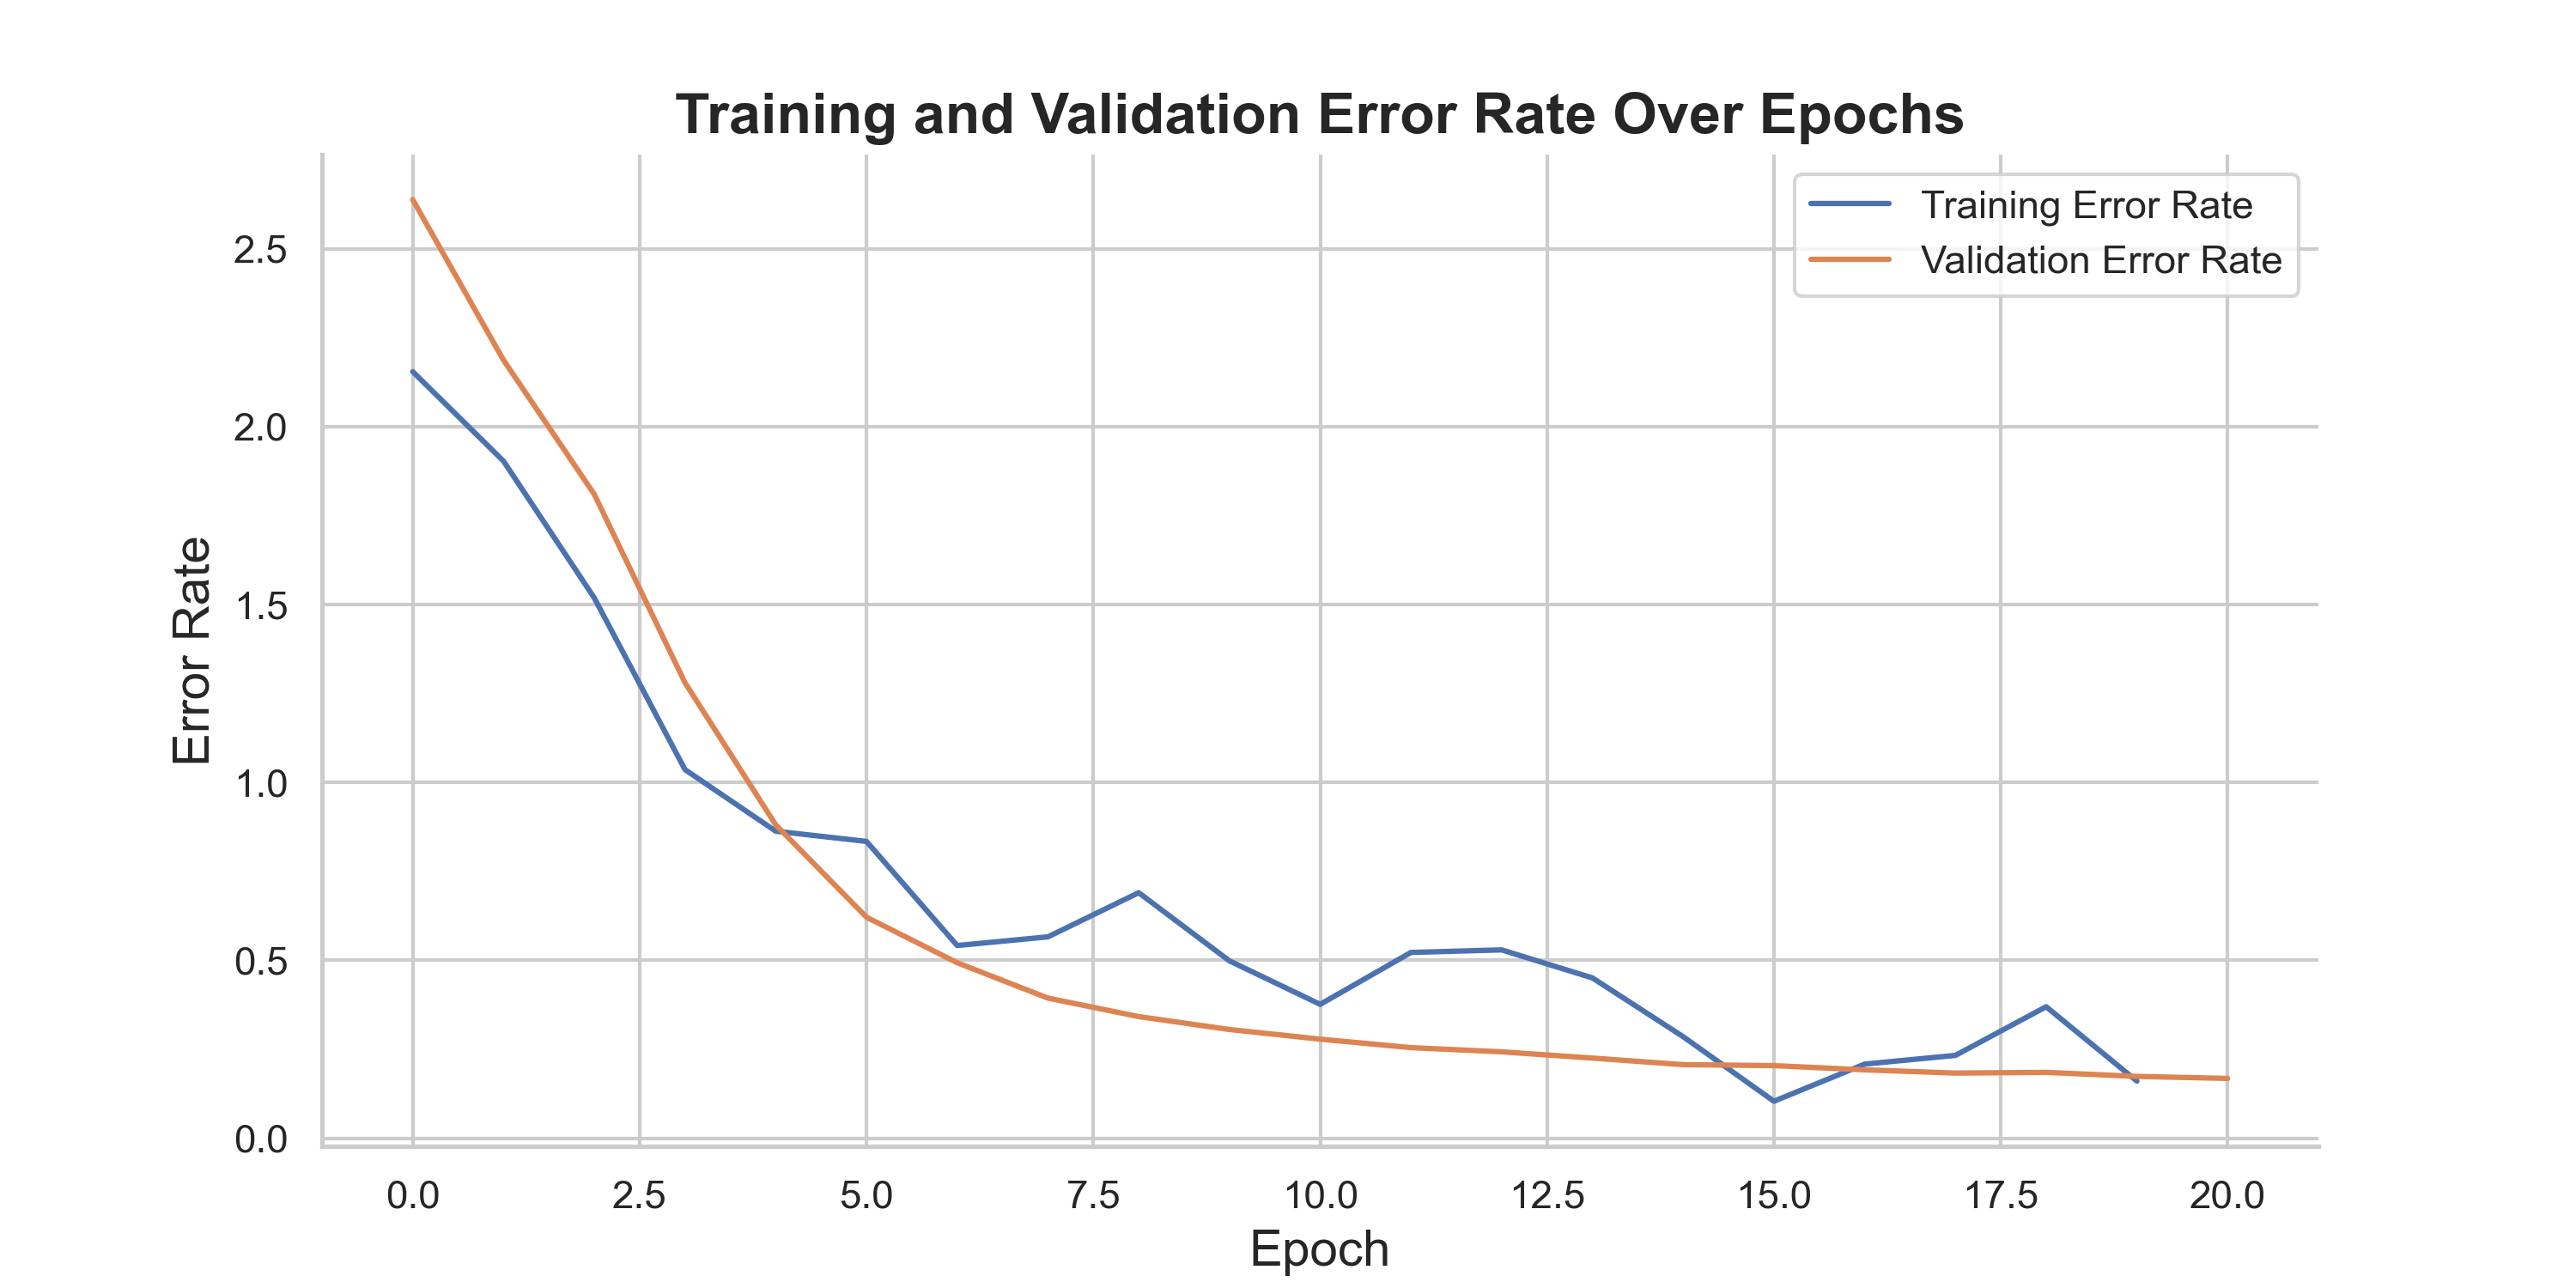 Training and Validation Error Rate Over Epochs
Training Error Rate
Validation Error Rate
Error Rate
2.5
2.0
1.5
1.0
0.5
0.0
0.0 2.5 5.0 7.5 10.0 12.5 15.0 17.5 20.0
Epoch